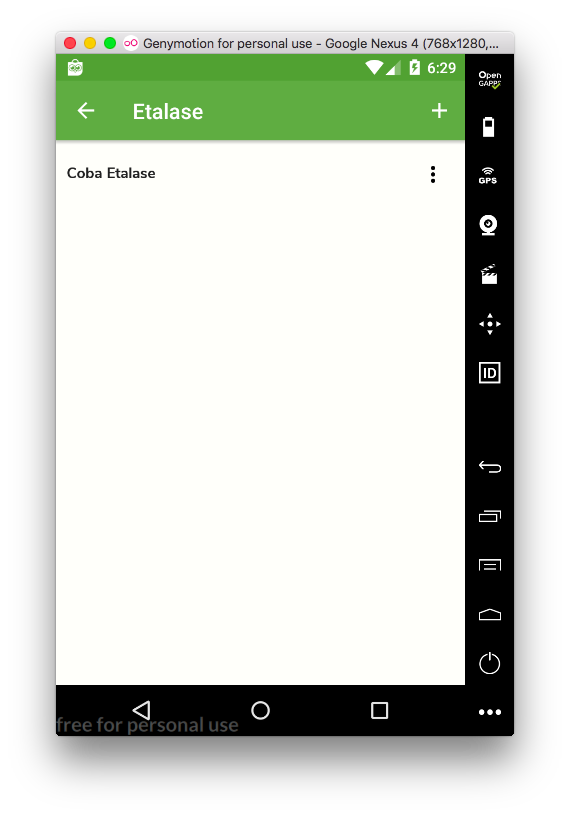 Genymotion for personal use - Google Nexus 4 (768x1280,...
6:29
Open
GAPPS
Etalase
Coba Etalase
GPS
ID
free for personal use